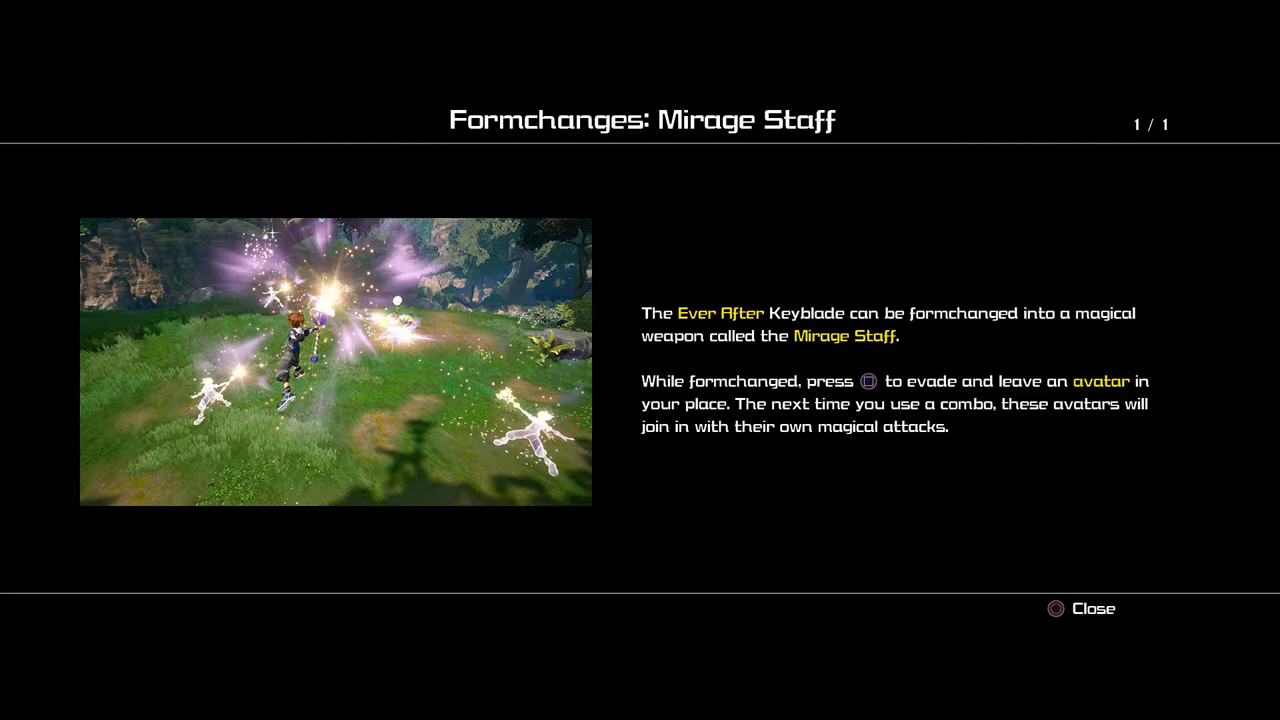 Formchanges: Mirage Staff
1 / 1
The Ever After Keyblade can be formchanged into a magical
weapon called the Mirage Staff.
While formchanged, press to evade and leave an avatar in
your place. The next time you use a combo, these avatars will
join in with their own magical attacks.
Close